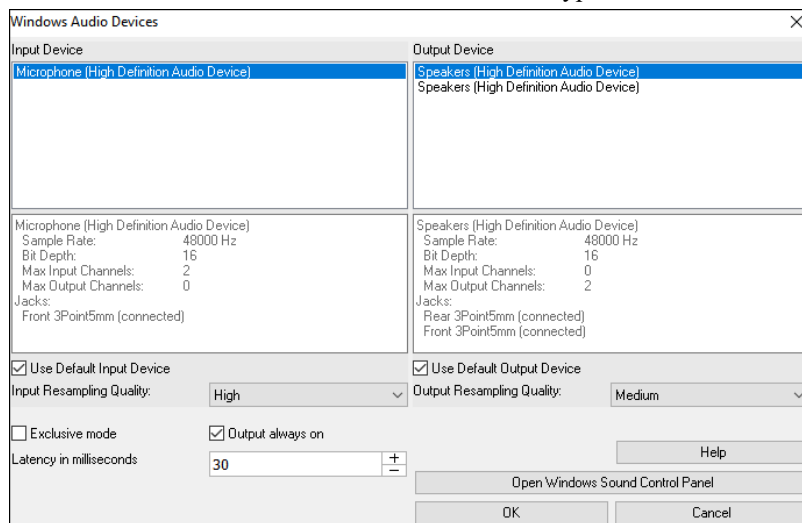 Windows Audio Devices
Input Device
Output Device
Microphone (High Definition Audio Device)
Speakers (High Definition Audio Device)
Speakers (High Definition Audio Device)
Microphone (High Definition Audio Device)
Sample Rate: 48000 Hz
Bit Depth: 16
Max Input Channels: 2
Max Output Channels: 0
Jacks:
Front 3Point5mm (connected)
Speakers (High Definition Audio Device)
Sample Rate: 48000 Hz
Bit Depth: 16
Max Input Channels: 0
Max Output Channels: 2
Jacks:
Rear 3Point5mm (connected)
Front 3Point5mm (connected)
Use Default Input Device
Use Default Output Device
Input Resampling Quality: High
Output Resampling Quality: Medium
Exclusive mode
Output always on
Latency in milliseconds 30
Help
Open Windows Sound Control Panel
OK
Cancel